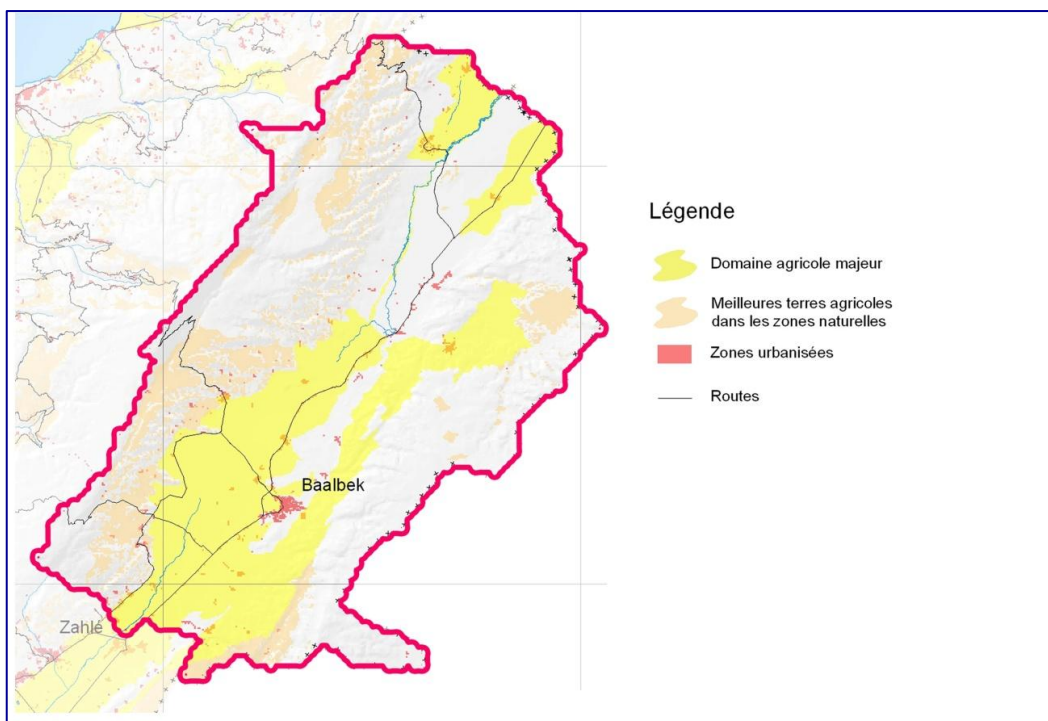 Légende
Domaine agricole majeur
Meilleures terres agricoles
dans les zones naturelles
Zones urbanisées
Routes
Baalbek
Zahlé